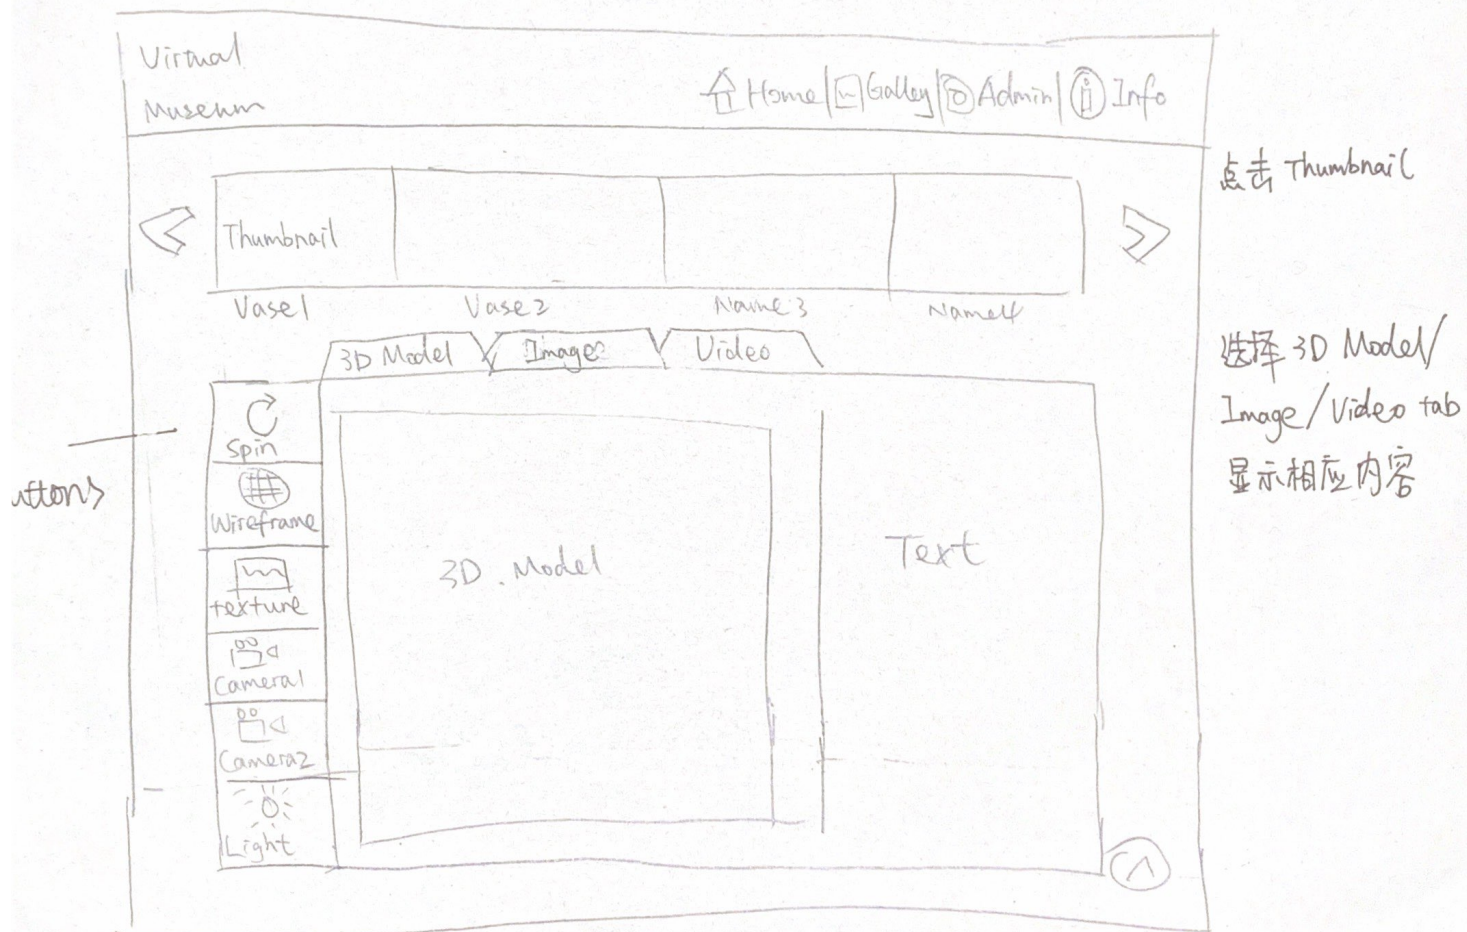 Virtual
Museum
Home | Galley | Admin | Info
点击 Thumbnail
Thumbnail
Vase1 Vase2 Name3 Name4
3D Model Image Video
选择 3D Model/
Image/Video tab
显示相应内容
Spin
uttons
Wireframe
3D. Model
Text
texture
Camera1
Camera2
Light